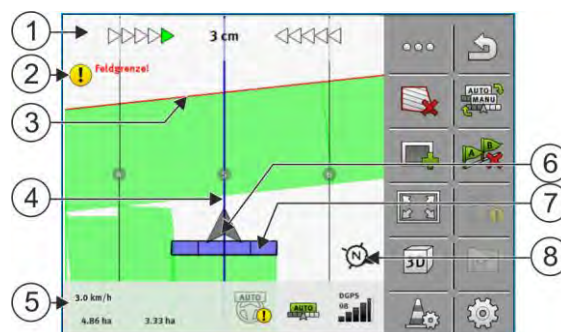 1
3 cm
2
Feldgrenze!
3
AUTO
MANU
A B
4
6
7
N
8
3D
5
3.0 km/h
4.86 ha
3.33 ha
AUTO
AUTO
DGPS
08